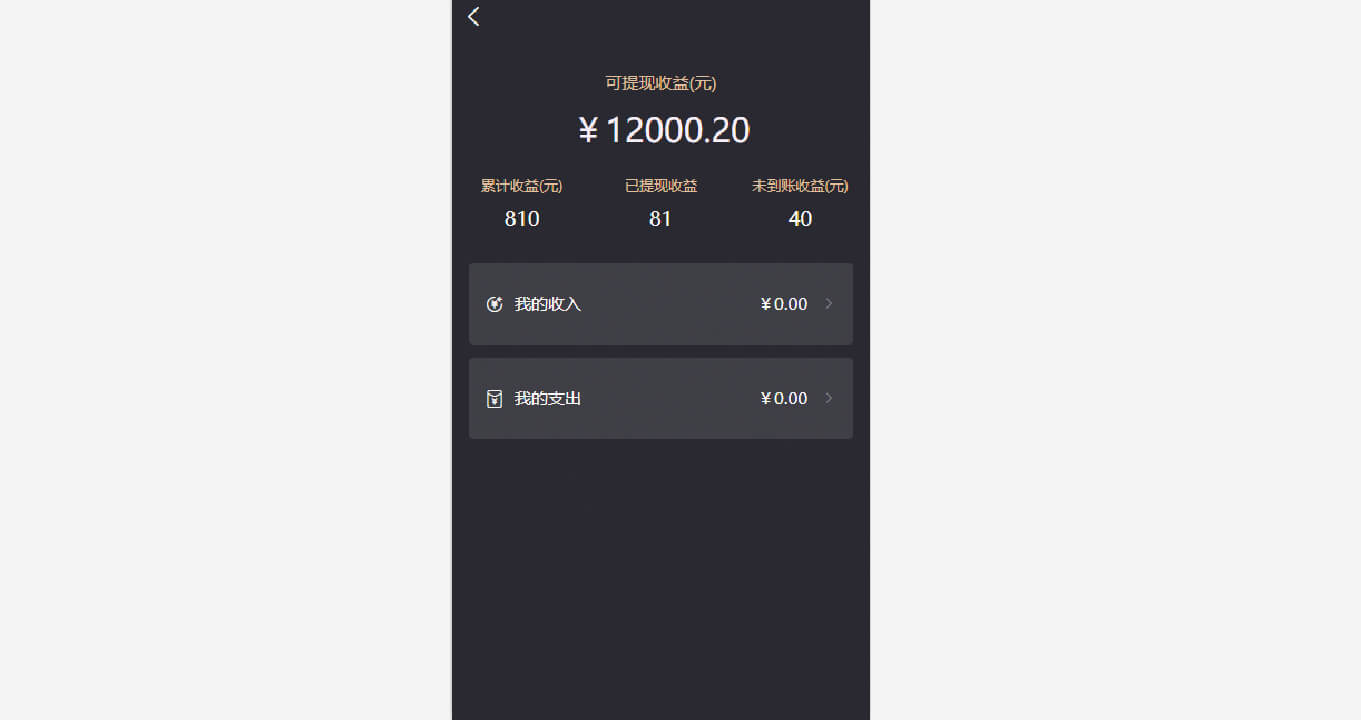 可提现收益(元)
¥12000.20
累计收益(元) 已提现收益 未到账收益(元)
810 81 40
我的收入 ¥0.00
我的支出 ¥0.00